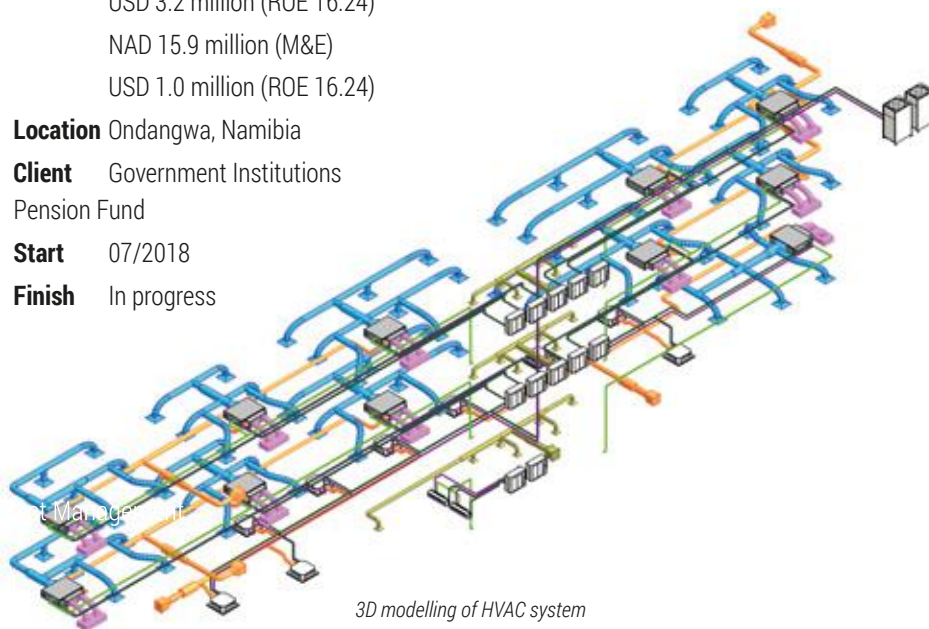 USD 3.2 million (ROE 16.24)
NAD 15.9 million (M&E)
USD 1.0 million (ROE 16.24)
Location Ondangwa, Namibia
Client Government Institutions
Pension Fund
Start 07/2018
Finish In progress
3D modelling of HVAC system